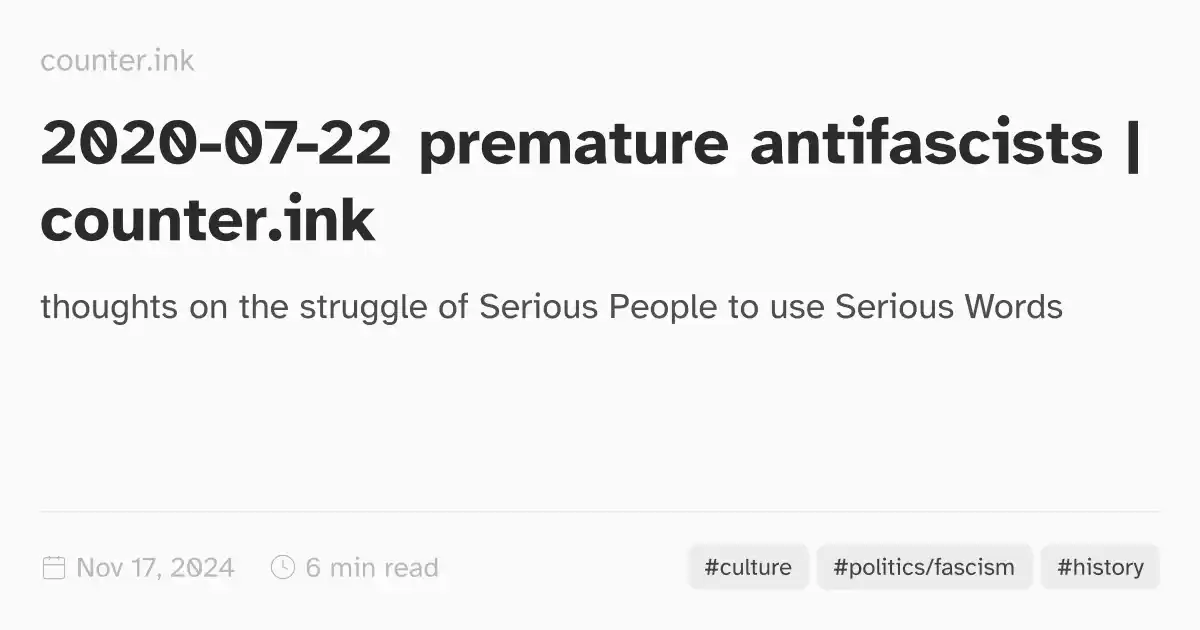 counter.ink
2020-07-22 premature antifascists |
counter.ink
thoughts on the struggle of Serious People to use Serious Words
Nov 17, 2024 6 min read #culture #politics/fascism #history